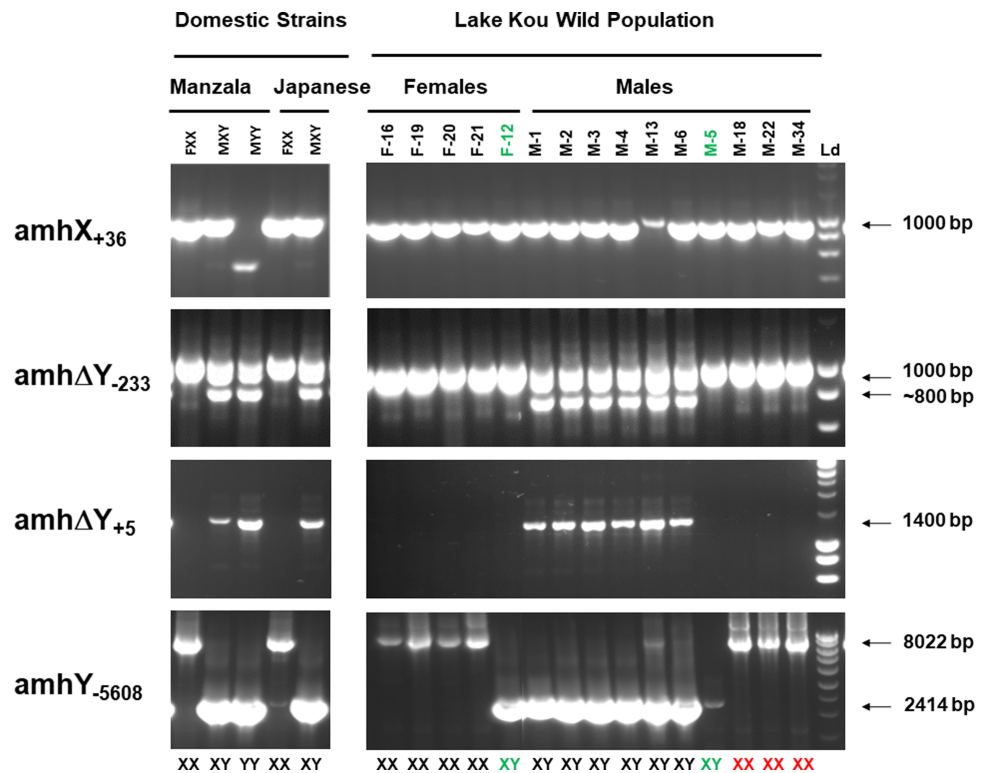 Domestic Strains Lake Kou Wild Population
Manzala Japanese Females Males
FXX MXY MYY FXX MXY F-16 F-19 F-20 F-21 F-12 M-1 M-2 M-3 M-4 M-13 M-6 M-5 M-18 M-22 M-34 Ld
amhX+36 1000 bp
amhΔY-233 1000 bp
~800 bp
amhΔY+5 1400 bp
amhY-5608 8022 bp
2414 bp
XX XY YY XX XY XX XX XX XX XY XY XY XY XY XY XY XY XX XX XX